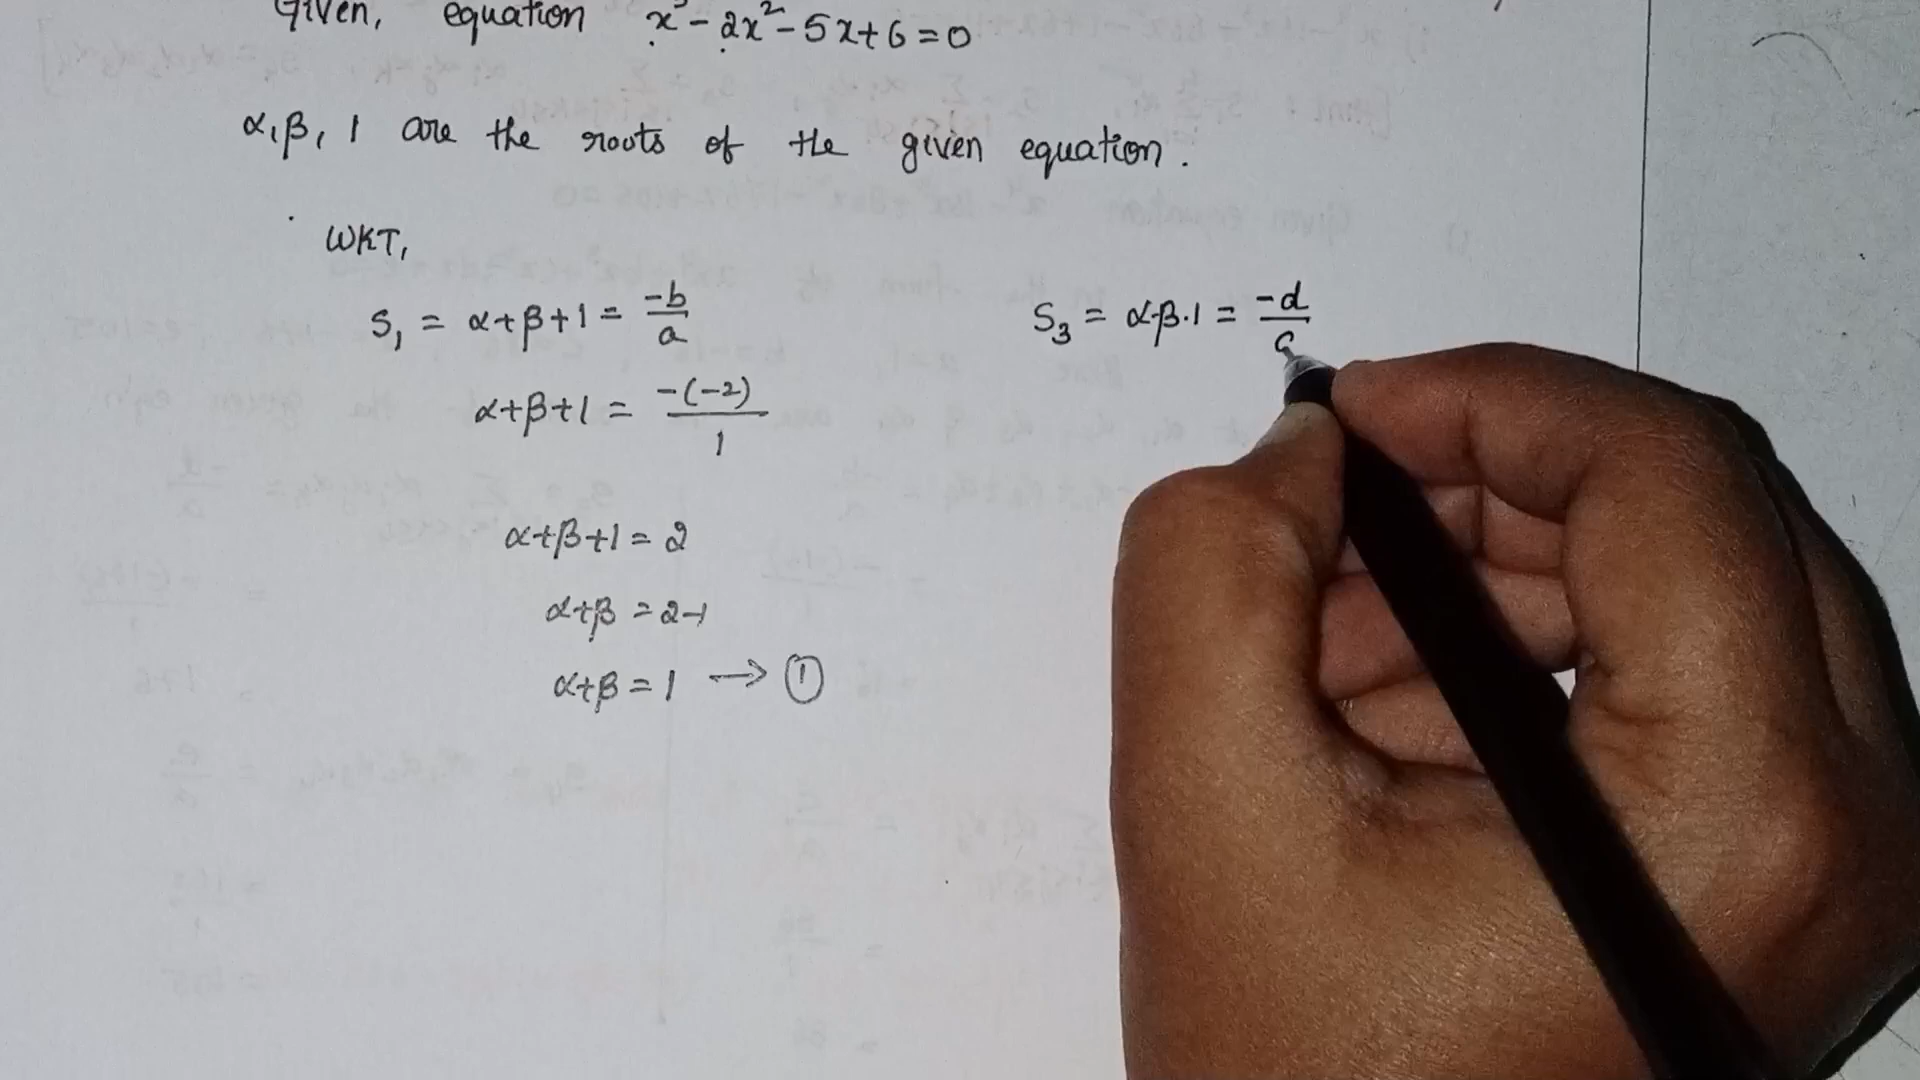 Given, equation x³ - 2x² - 5x + 6 = 0
α, β, 1 are the roots of the given equation.
WKT,
S₁ = α+β+1 = -b/a
α+β+1 = -(-2)/1
α+β+1 = 2
α+β = 2-1
α+β = 1 → ①
S₃ = α·β·1 = -d/a